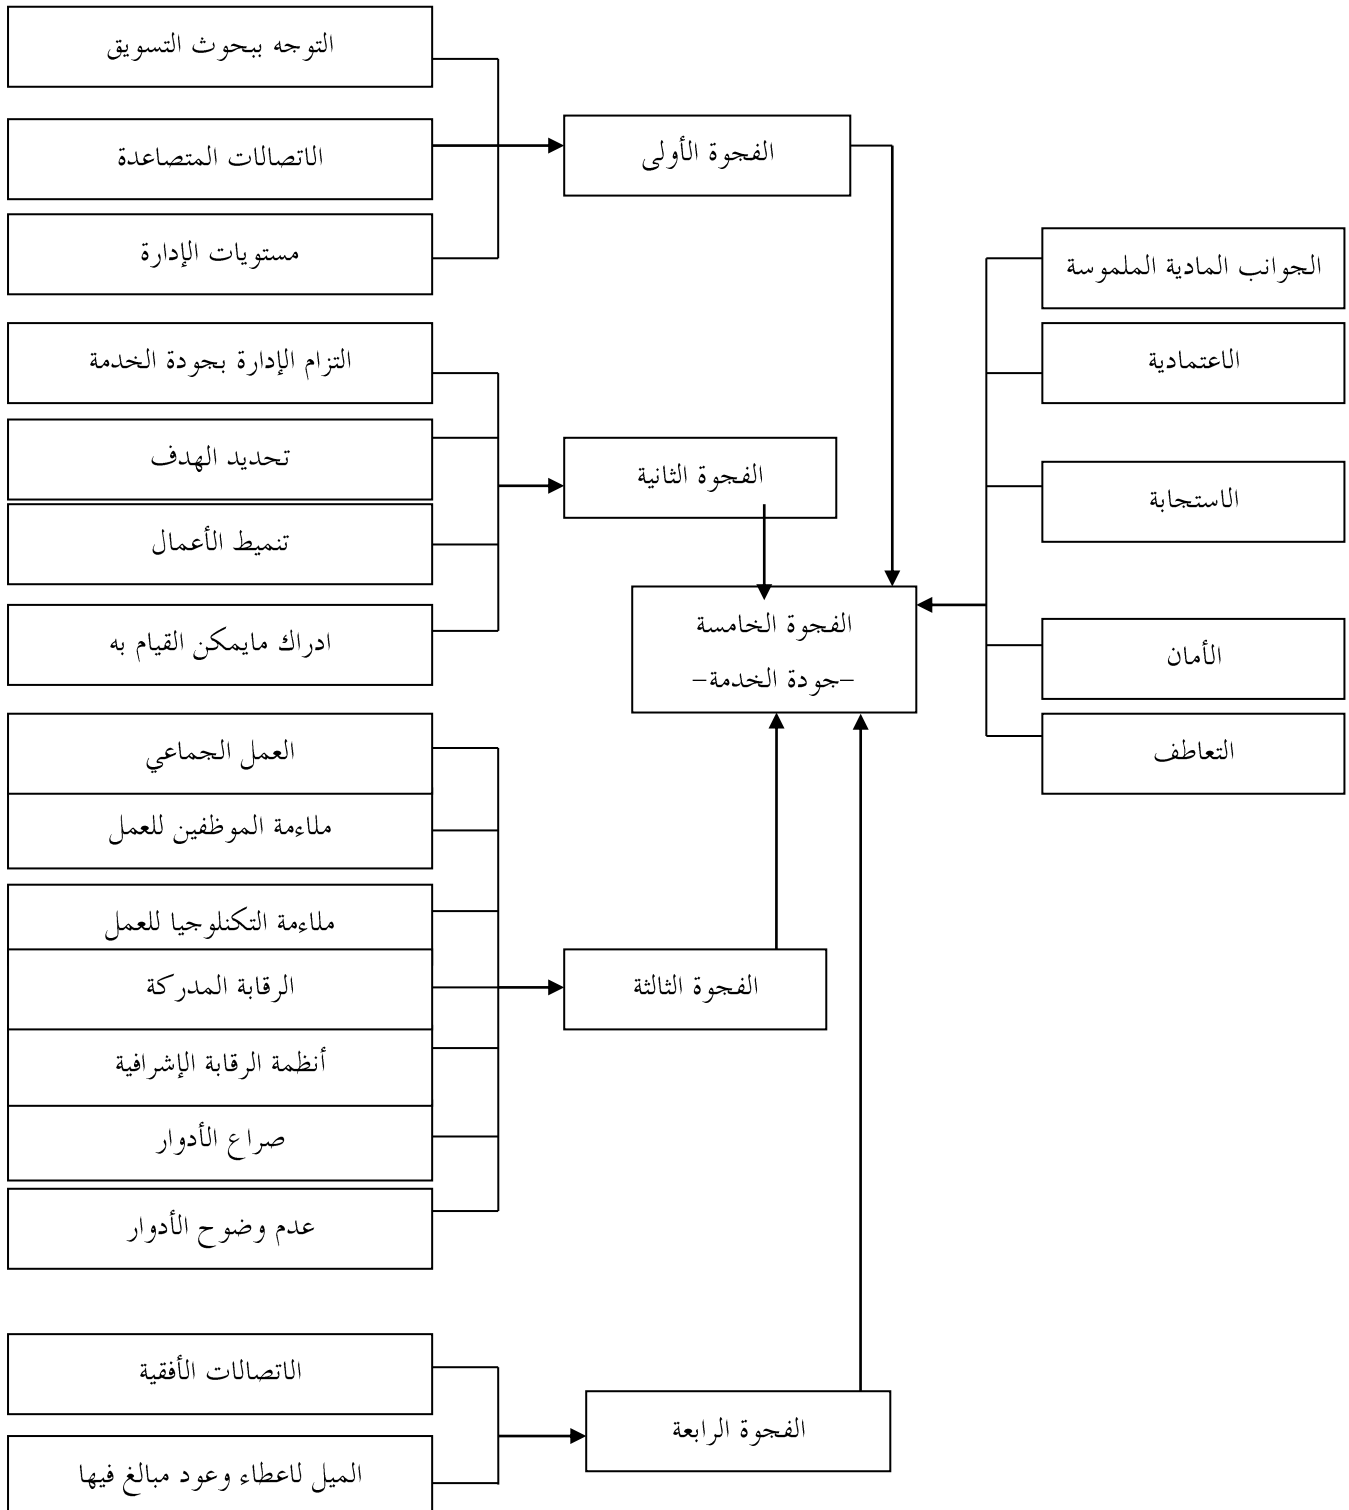 التوجه ببحوث التسويق
الاتصالات المتصاعدة
مستويات الإدارة
الفجوة الأولى
التزام الإدارة بجودة الخدمة
تحديد الهدف
تنميط الأعمال
ادراك مايمكن القيام به
الفجوة الثانية
العمل الجماعي
ملاءمة الموظفين للعمل
ملاءمة التكنلوجيا للعمل
الرقابة المدركة
أنظمة الرقابة الإشرافية
صراع الأدوار
عدم وضوح الأدوار
الفجوة الثالثة
الاتصالات الأفقية
الميل لاعطاء وعود مبالغ فيها
الفجوة الرابعة
الفجوة الخامسة
-جودة الخدمة-
الجوانب المادية الملموسة
الاعتمادية
الاستجابة
الأمان
التعاطف